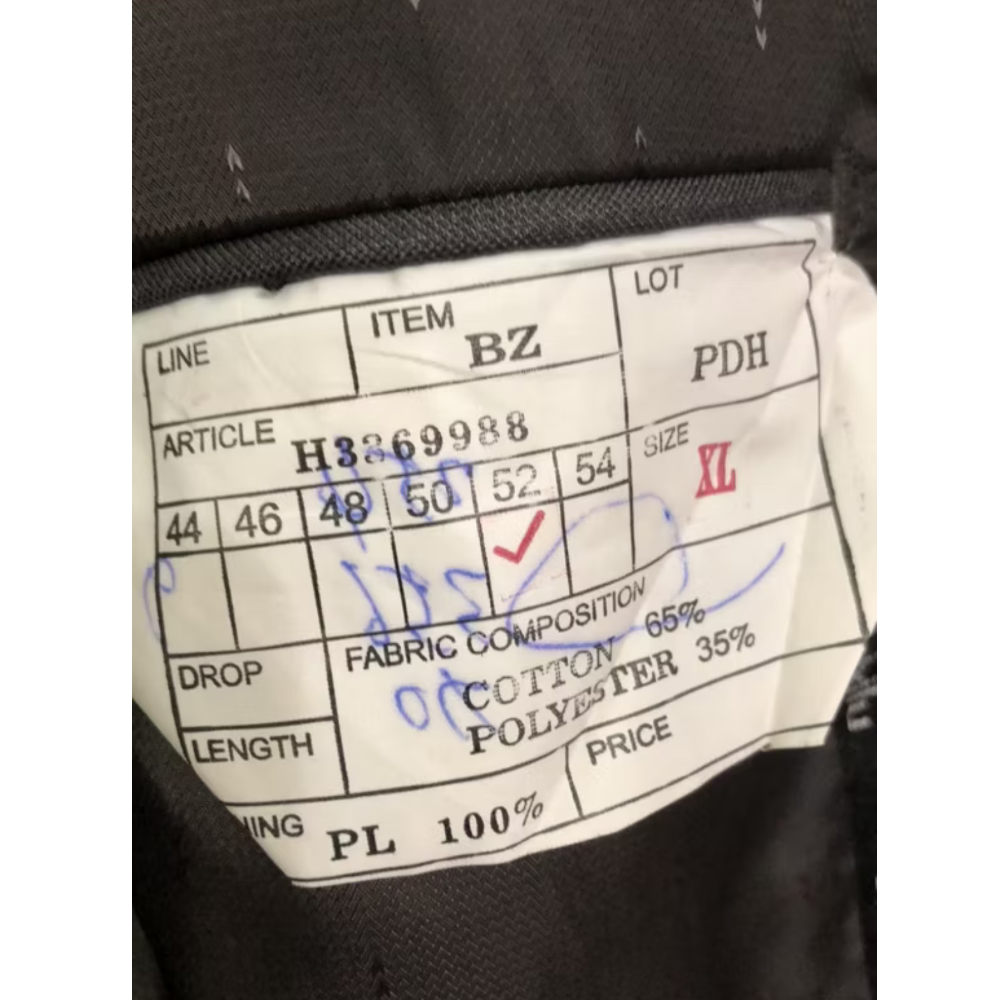 LINE
ITEM
BZ
LOT
PDH
ARTICLE H3369988
SIZE
XL
44 46 48 50 52 54
✓
FABRIC COMPOSITION
COTTON 65%
POLYESTER 35%
DROP
LENGTH
PRICE
PL 100%